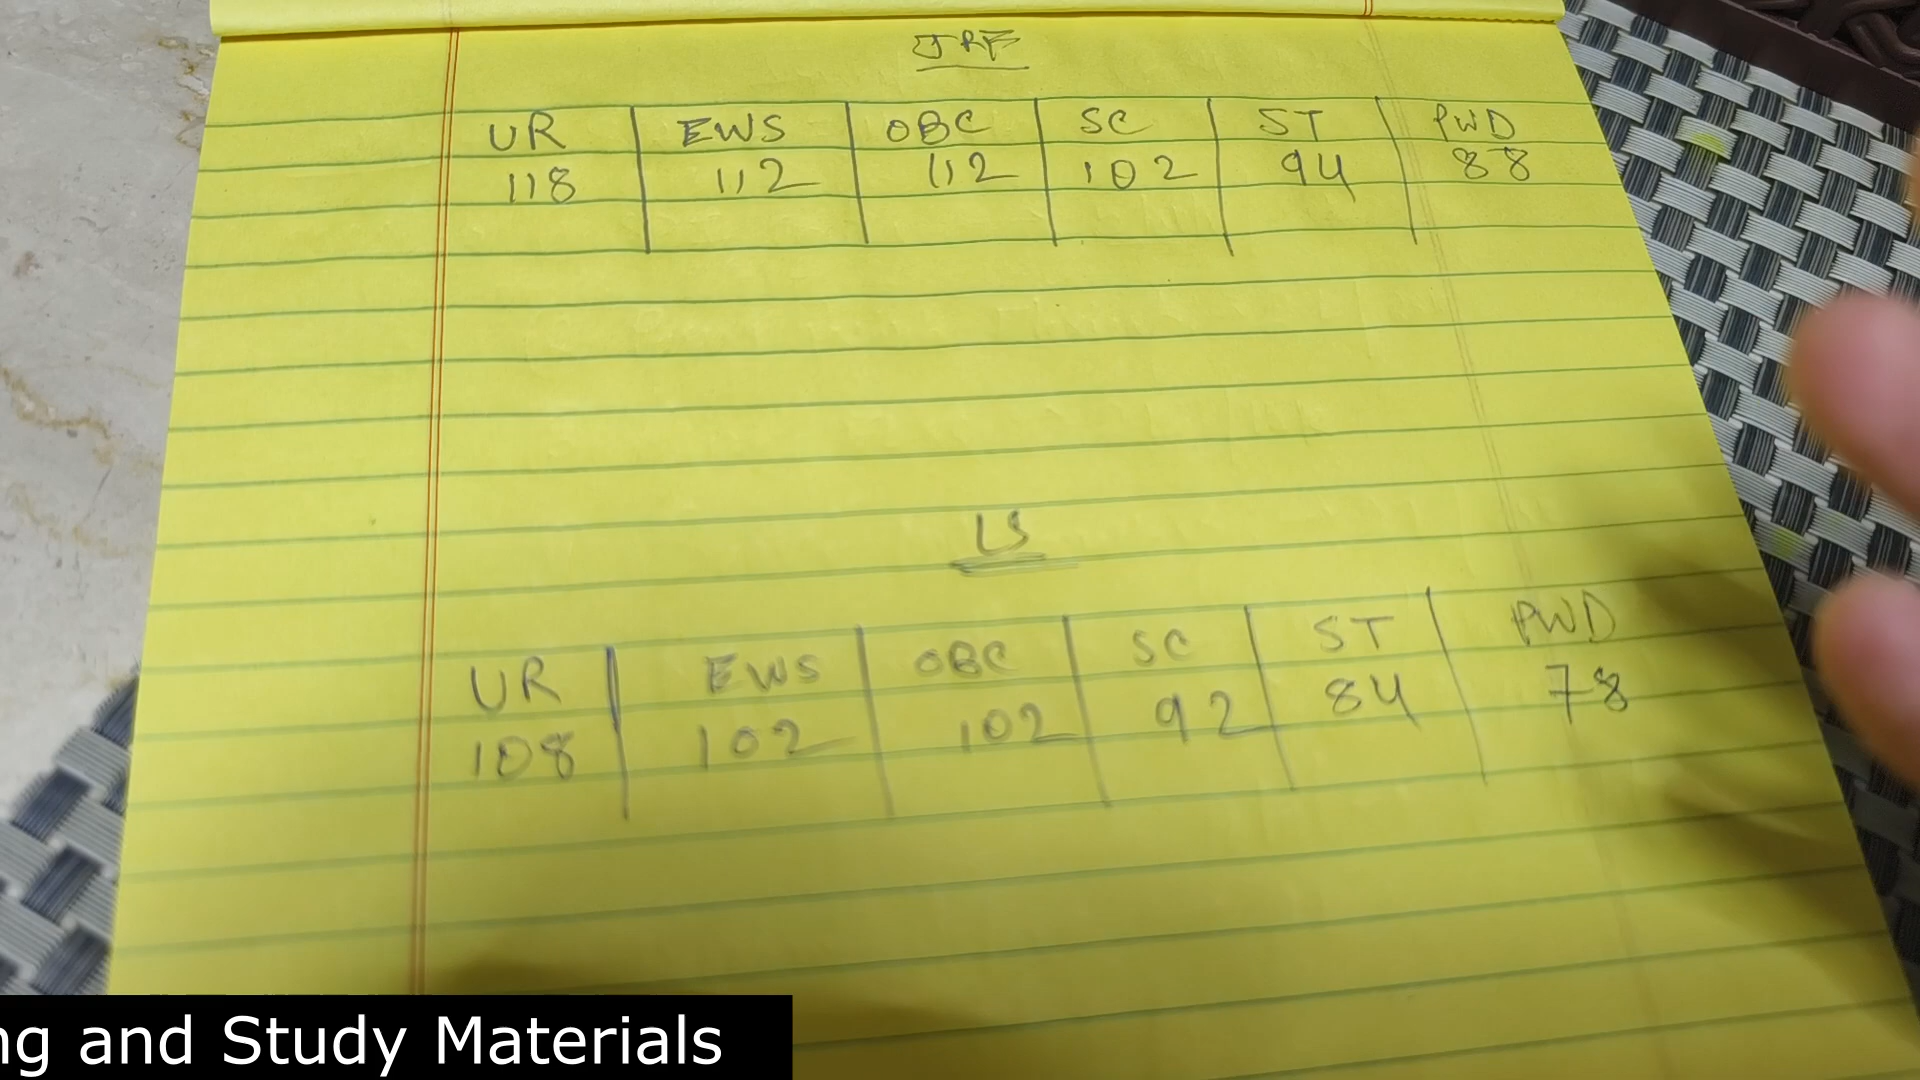 JRF
UR EWS OBC SC ST PWD
118 112 112 102 94 88
LS
UR EWS OBC SC ST PWD
108 102 102 92 84 78
ng and Study Materials